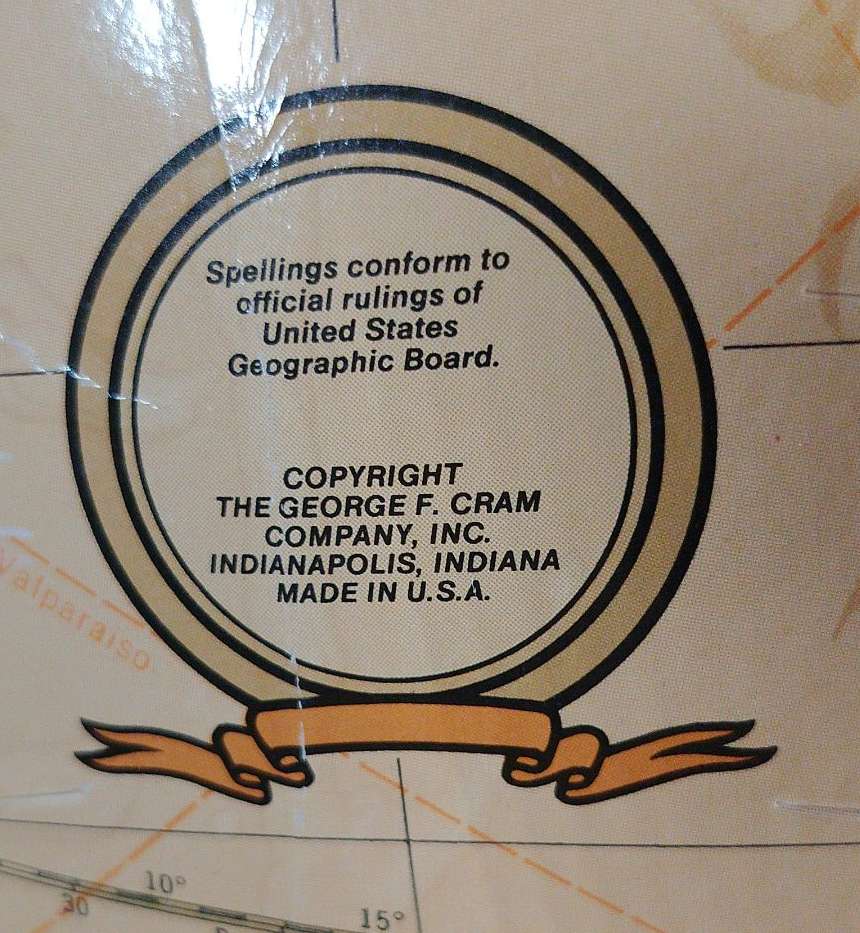 Spellings conform to
official rulings of
United States
Geographic Board.
COPYRIGHT
THE GEORGE F. CRAM
COMPANY, INC.
INDIANAPOLIS, INDIANA
MADE IN U.S.A.
Valparaiso
10°
30
15°